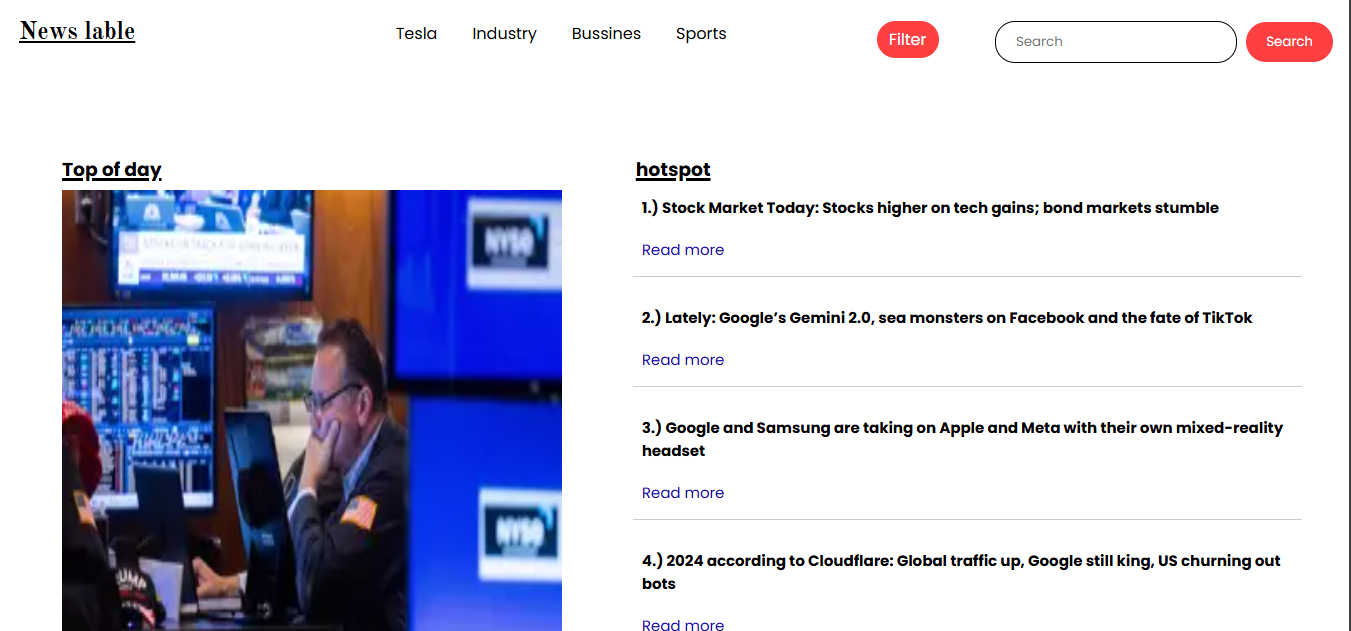 News lable
Tesla
Industry
Bussines
Sports
Filter
Search
Search
Top of day
NYSO
NYSO
hotspot
1.) Stock Market Today: Stocks higher on tech gains; bond markets stumble
Read more
2.) Lately: Google’s Gemini 2.0, sea monsters on Facebook and the fate of TikTok
Read more
3.) Google and Samsung are taking on Apple and Meta with their own mixed-reality
headset
Read more
4.) 2024 according to Cloudflare: Global traffic up, Google still king, US churning out
bots
Read more